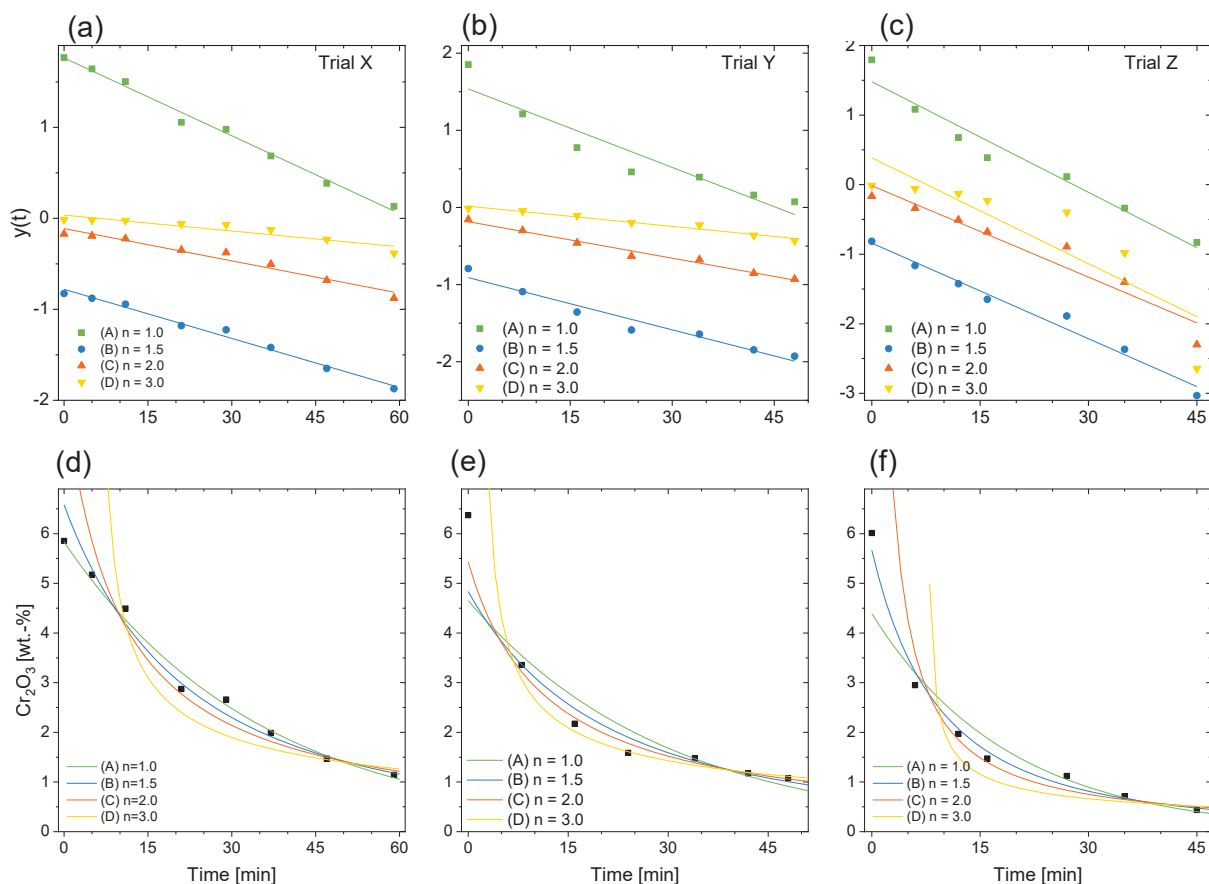 (a)
Trial X
y(t)
1
0
-1
-2
0
15
30
45
60
(A) n = 1.0
(B) n = 1.5
(C) n = 2.0
(D) n = 3.0
(b)
Trial Y
2
1
0
-1
-2
0
15
30
45
(A) n = 1.0
(B) n = 1.5
(C) n = 2.0
(D) n = 3.0
(c)
Trial Z
2
1
0
-1
-2
-3
0
15
30
45
(A) n = 1.0
(B) n = 1.5
(C) n = 2.0
(D) n = 3.0
(d)
Cr₂O₃ [wt.-%]
6
5
4
3
2
1
0
0
15
30
45
60
(A) n=1.0
(B) n=1.5
(C) n=2.0
(D) n=3.0
Time [min]
(e)
6
5
4
3
2
1
0
0
15
30
45
(A) n = 1.0
(B) n = 1.5
(C) n = 2.0
(D) n = 3.0
Time [min]
(f)
6
5
4
3
2
1
0
0
15
30
45
(A) n = 1.0
(B) n = 1.5
(C) n = 2.0
(D) n = 3.0
Time [min]